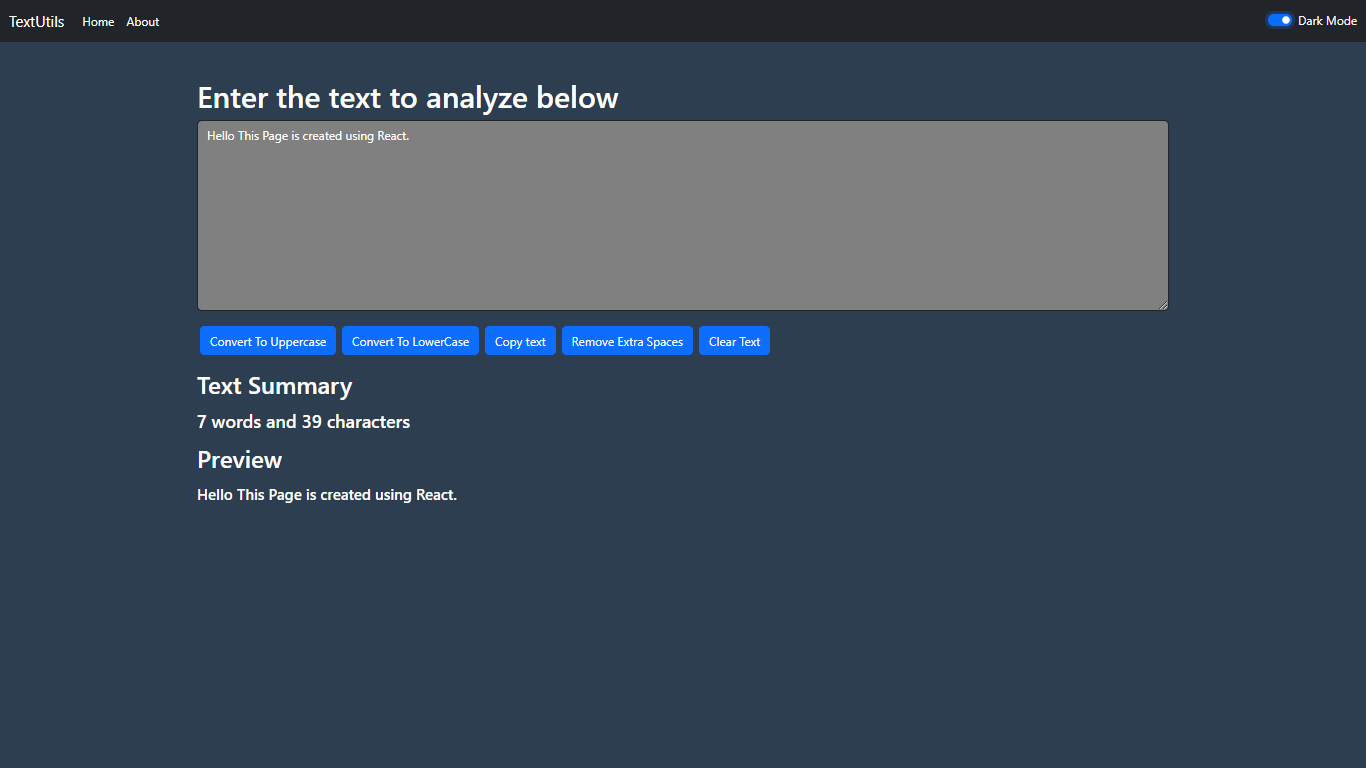 TextUtils Home About Dark Mode
Enter the text to analyze below
Hello This Page is created using React.
Convert To Uppercase Convert To LowerCase Copy text Remove Extra Spaces Clear Text
Text Summary
7 words and 39 characters
Preview
Hello This Page is created using React.